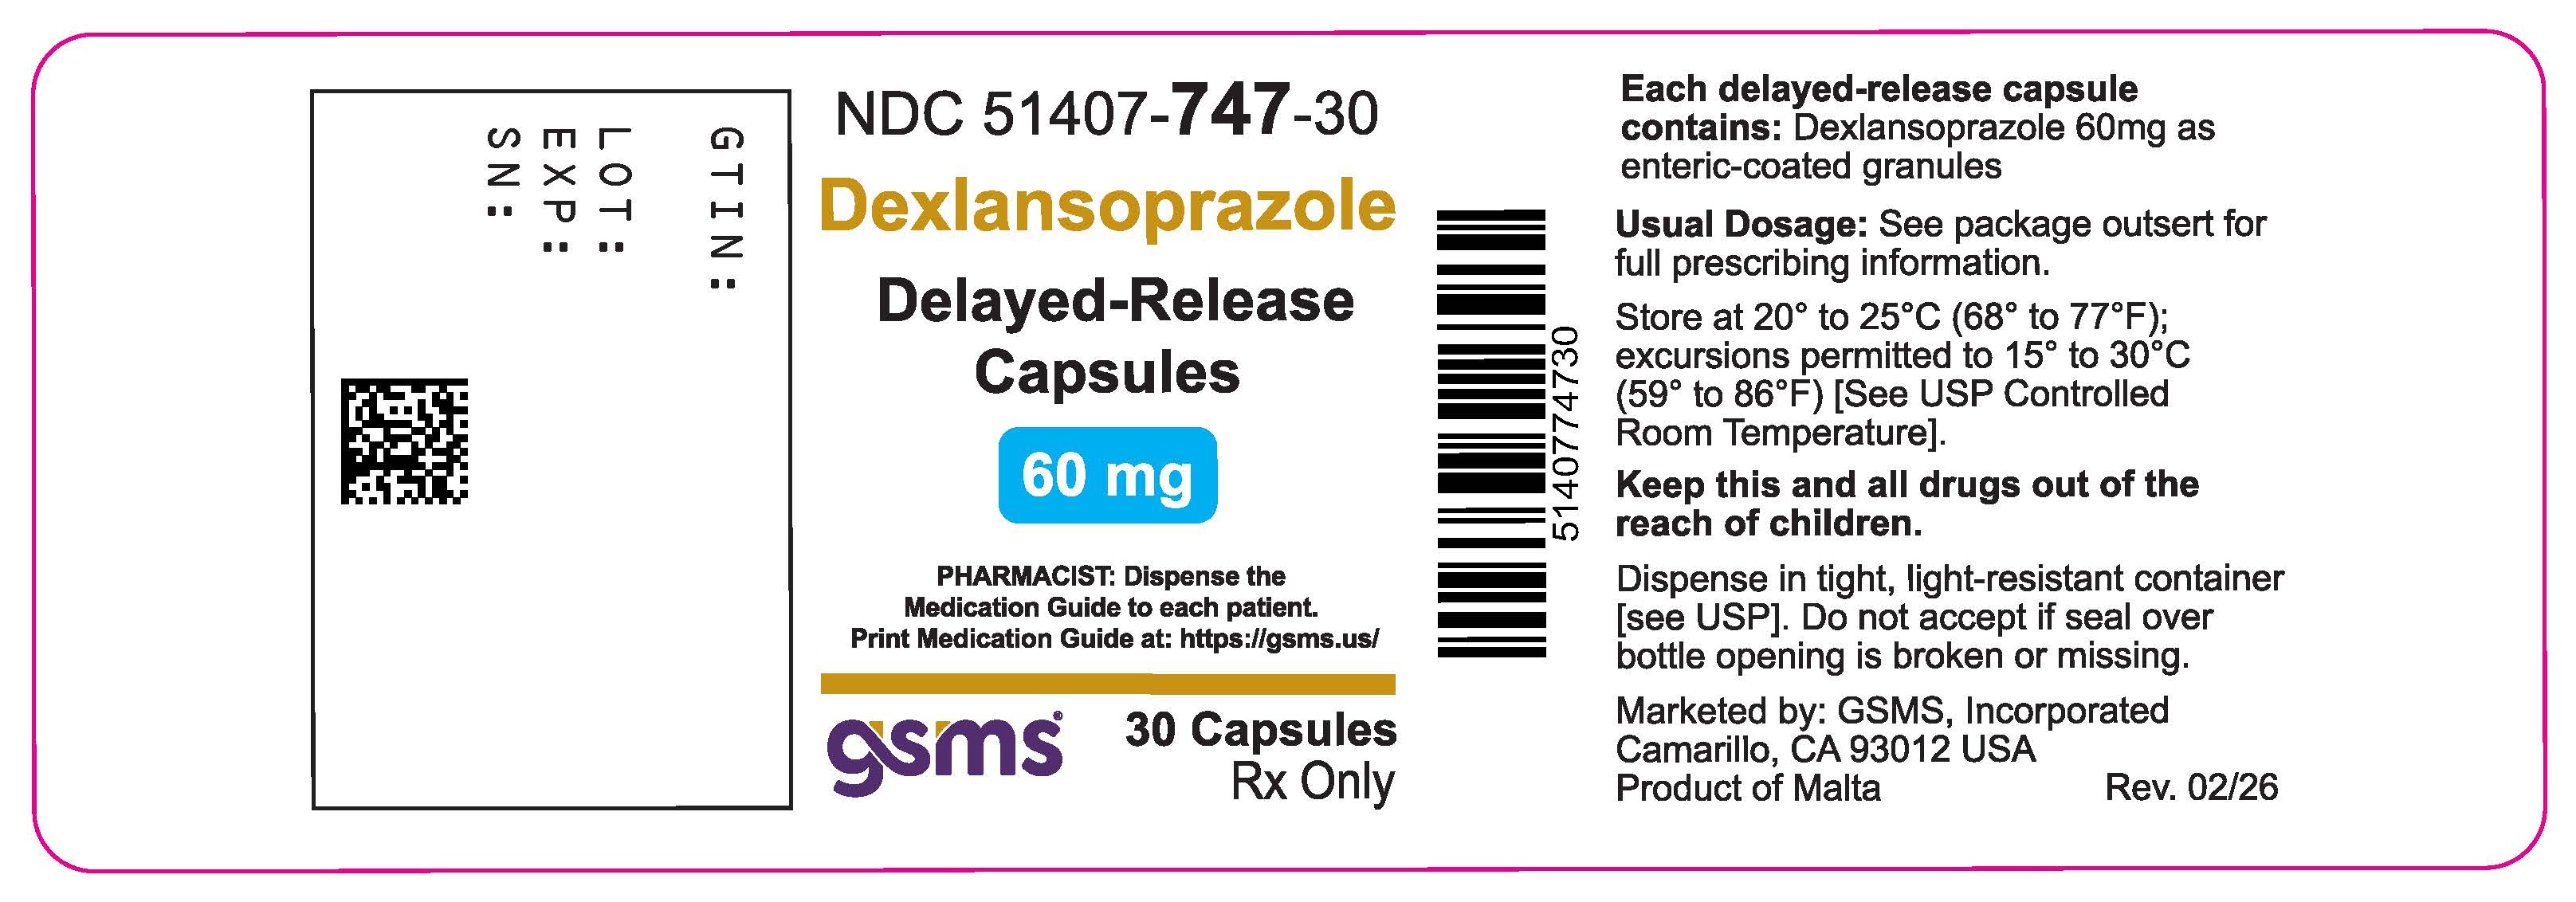 GTIN:
LOT:
EXP:
SN:
NDC 51407-747-30
Dexlansoprazole
Delayed-Release
Capsules
60 mg
PHARMACIST: Dispense the
Medication Guide to each patient.
Print Medication Guide at: https://gsms.us/
gsms®
30 Capsules
Rx Only
5140774730
Each delayed-release capsule
contains: Dexlansoprazole 60mg as
enteric-coated granules
Usual Dosage: See package outsert for
full prescribing information.
Store at 20° to 25°C (68° to 77°F);
excursions permitted to 15° to 30°C
(59° to 86°F) [See USP Controlled
Room Temperature].
Keep this and all drugs out of the
reach of children.
Dispense in tight, light-resistant container
[see USP]. Do not accept if seal over
bottle opening is broken or missing.
Marketed by: GSMS, Incorporated
Camarillo, CA 93012 USA
Product of Malta Rev. 02/26